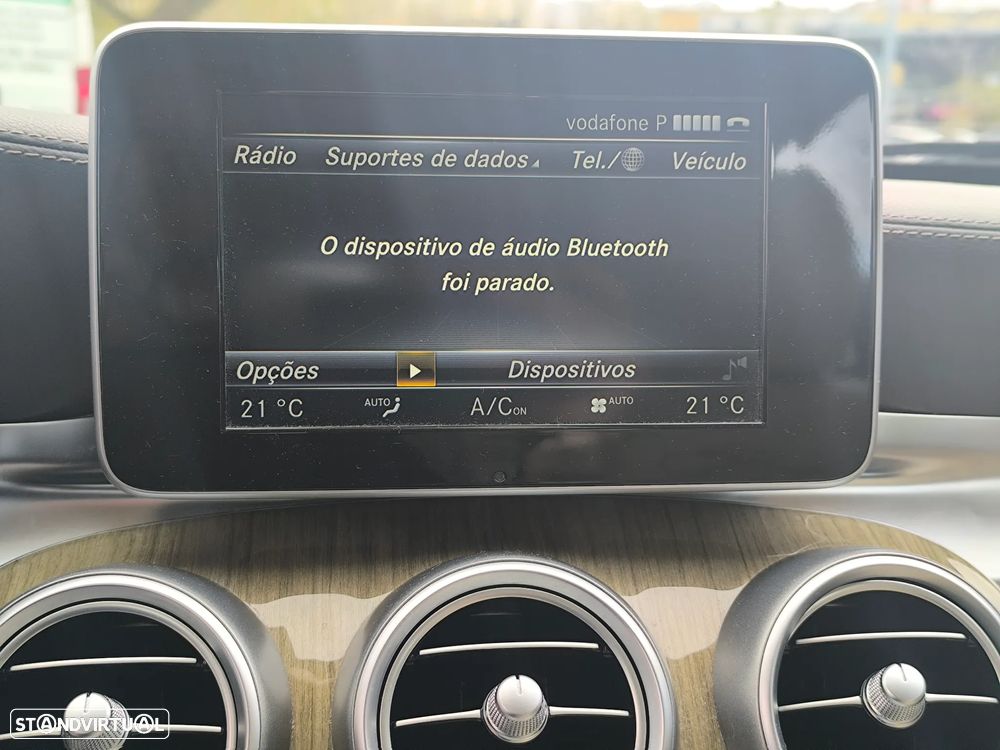 vodafone P
Rádio Suportes de dados Tel./ Veículo
O dispositivo de áudio Bluetooth
foi parado.
Opções Dispositivos
21 °C AUTO A/C ON AUTO 21 °C
STANDVIRTUAL